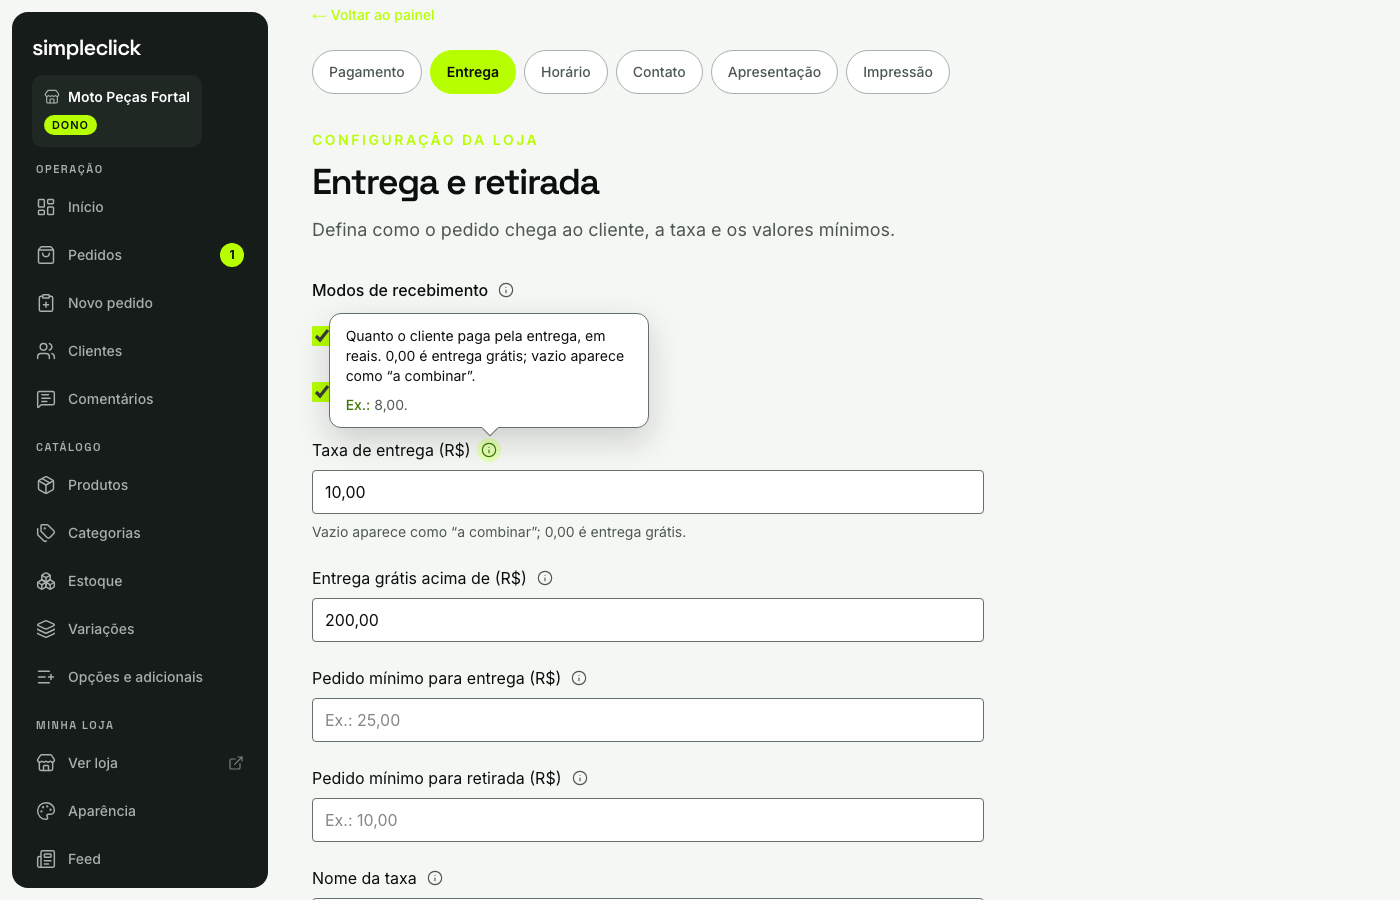 simpleclick
Moto Peças Fortal
DONO
OPERAÇÃO
Início
Pedidos
1
Novo pedido
Clientes
Comentários
CATÁLOGO
Produtos
Categorias
Estoque
Variações
Opções e adicionais
MINHA LOJA
Ver loja
Aparência
Feed
← Voltar ao painel
Pagamento
Entrega
Horário
Contato
Apresentação
Impressão
CONFIGURAÇÃO DA LOJA
Entrega e retirada
Defina como o pedido chega ao cliente, a taxa e os valores mínimos.
Modos de recebimento
Quanto o cliente paga pela entrega, em
reais. 0,00 é entrega grátis; vazio aparece
como “a combinar”.
Ex.: 8,00.
Taxa de entrega (R$)
10,00
Vazio aparece como “a combinar”; 0,00 é entrega grátis.
Entrega grátis acima de (R$)
200,00
Pedido mínimo para entrega (R$)
Ex.: 25,00
Pedido mínimo para retirada (R$)
Ex.: 10,00
Nome da taxa